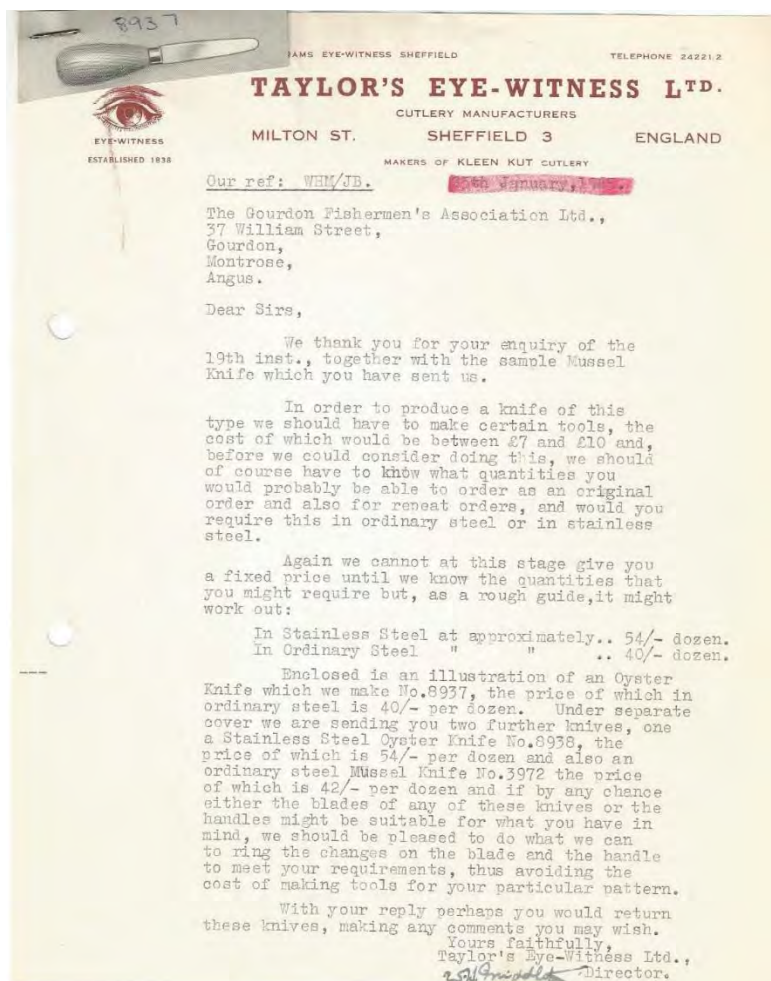 8937
AMS EYE-WITNESS SHEFFIELD
TELEPHONE 24221.2
TAYLOR'S EYE-WITNESS LTD.
CUTLERY MANUFACTURERS
EYE-WITNESS
MILTON ST. SHEFFIELD 3 ENGLAND
ESTABLISHED 1838
MAKERS OF KLEEN KUT CUTLERY
Our ref: WHM/JB.
25th January,
The Gourdon Fishermen's Association Ltd.,
37 William Street,
Gourdon,
Montrose,
Angus.
Dear Sirs,
We thank you for your enquiry of the
19th inst., together with the sample Mussel
Knife which you have sent us.
In order to produce a knife of this
type we should have to make certain tools, the
cost of which would be between £7 and £10 and,
before we could consider doing this, we should
of course have to know what quantities you
would probably be able to order as an original
order and also for repeat orders, and would you
require this in ordinary steel or in stainless
steel.
Again we cannot at this stage give you
a fixed price until we know the quantities that
you might require but, as a rough guide,it might
work out:
In Stainless Steel at approximately.. 54/- dozen.
In Ordinary Steel " " .. 40/- dozen.
Enclosed is an illustration of an Oyster
Knife which we make No.8937, the price of which in
ordinary steel is 40/- per dozen. Under separate
cover we are sending you two further knives, one
a Stainless Steel Oyster Knife No.8938, the
price of which is 54/- per dozen and also an
ordinary steel Mussel Knife No.3972 the price
of which is 42/- per dozen and if by any chance
either the blades of any of these knives or the
handles might be suitable for what you have in
mind, we should be pleased to do what we can
to ring the changes on the blade and the handle
to meet your requirements, thus avoiding the
cost of making tools for your particular pattern.
With your reply perhaps you would return
these knives, making any comments you may wish.
Yours faithfully,
Taylor's Eye-Witness Ltd.,
Director.